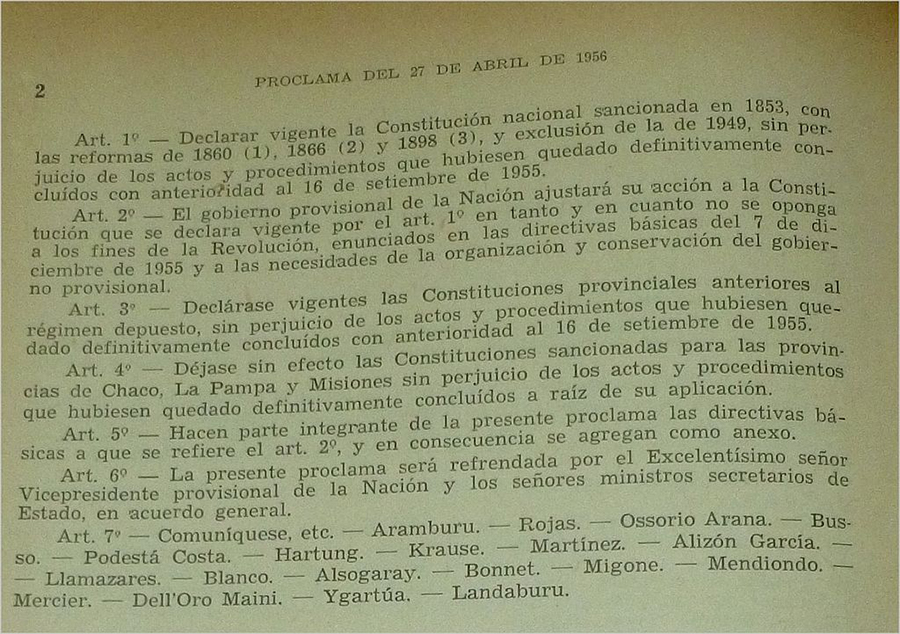 2
PROCLAMA DEL 27 DE ABRIL DE 1956
Art. 1º — Declarar vigente la Constitución nacional sancionada en 1853, con
las reformas de 1860 (1), 1866 (2) y 1898 (3), y exclusión de la de 1949, sin per-
juicio de los actos y procedimientos que hubiesen quedado definitivamente con-
cluídos con anterioridad al 16 de setiembre de 1955.
Art. 2º — El gobierno provisional de la Nación ajustará su acción a la Consti-
tución que se declara vigente por el art. 1º en tanto y en cuanto no se oponga
a los fines de la Revolución, enunciados en las directivas básicas del 7 de di-
ciembre de 1955 y a las necesidades de la organización y conservación del gobier-
no provisional.
Art. 3º — Declárase vigentes las Constituciones provinciales anteriores al
régimen depuesto, sin perjuicio de los actos y procedimientos que hubiesen que-
dado definitivamente concluídos con anterioridad al 16 de setiembre de 1955.
Art. 4º — Déjase sin efecto las Constituciones sancionadas para las provin-
cias de Chaco, La Pampa y Misiones sin perjuicio de los actos y procedimientos
que hubiesen quedado definitivamente concluídos a raíz de su aplicación.
Art. 5º — Hacen parte integrante de la presente proclama las directivas bá-
sicas a que se refiere el art. 2º, y en consecuencia se agregan como anexo.
Art. 6º — La presente proclama será refrendada por el Excelentísimo señor
Vicepresidente provisional de la Nación y los señores ministros secretarios de
Estado, en acuerdo general.
Art. 7º — Comuníquese, etc. — Aramburu. — Rojas. — Ossorio Arana. — Bus-
so. — Podestá Costa. — Hartung. — Krause. — Martínez. — Alizón García. —
— Llamazares. — Blanco. — Alsogaray. — Bonnet. — Migone. — Mendiondo. —
Mercier. — Dell'Oro Maini. — Ygartúa. — Landaburu.